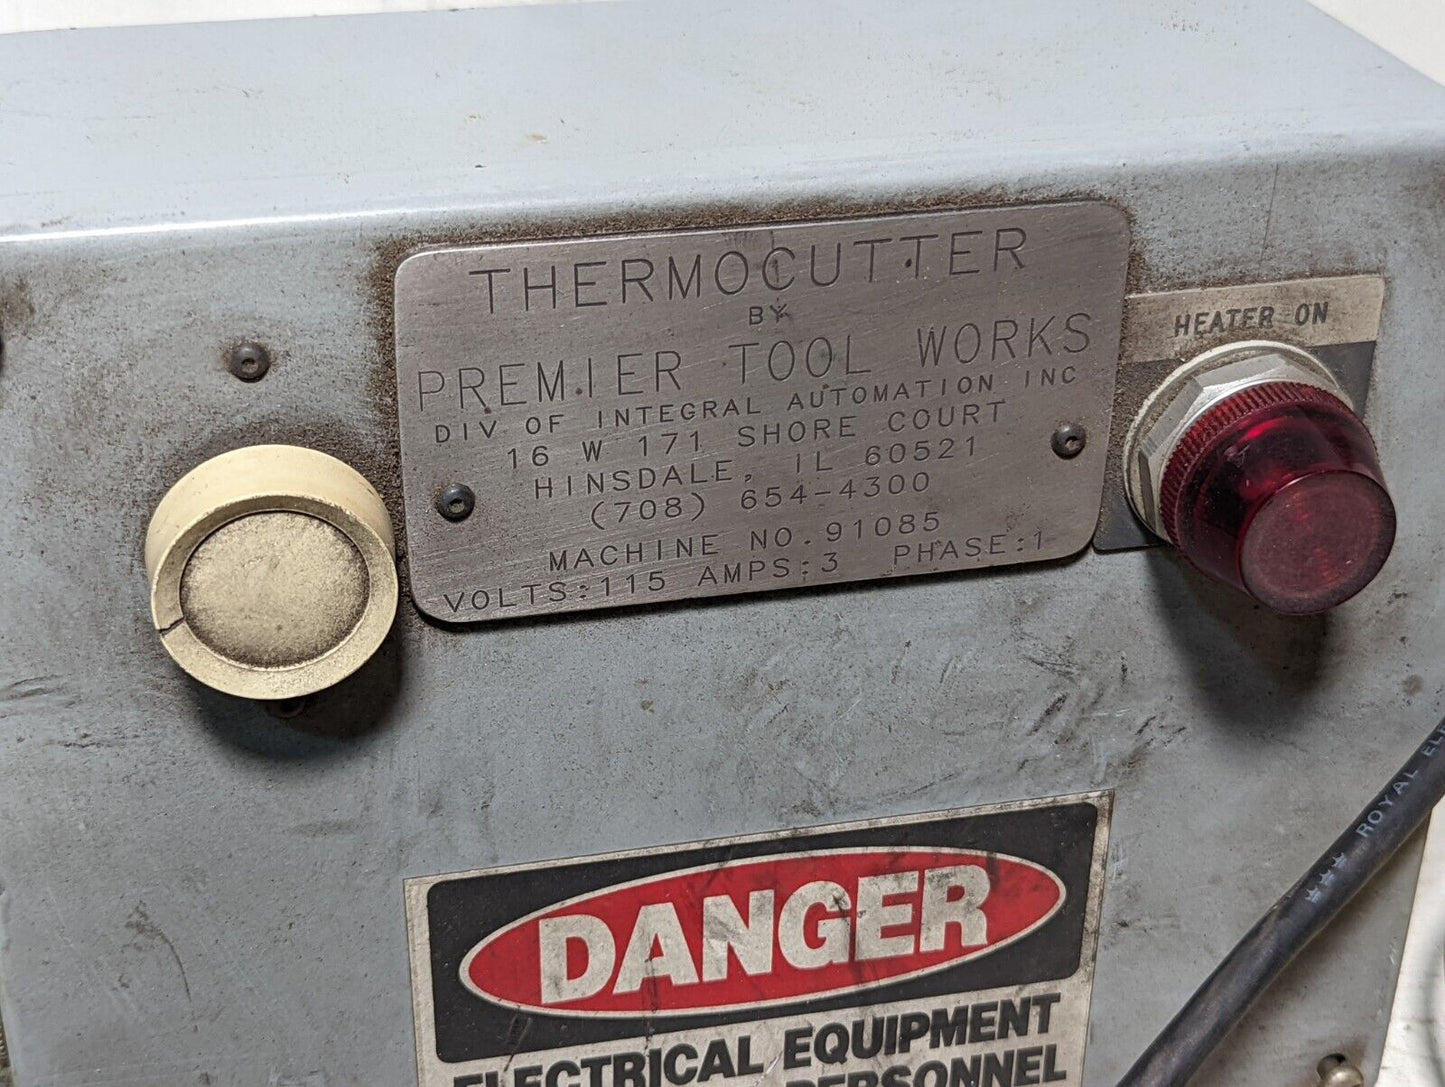 THERMOCUTTER
BY
PREMIER TOOL WORKS
DIV OF INTEGRAL AUTOMATION INC
16 W 171 SHORE COURT
HINSDALE, IL 60521
(708) 654-4300
MACHINE NO. 91085
VOLTS:115 AMPS:3 PHASE:1
HEATER ON
DANGER
ELECTRICAL EQUIPMENT
PERSONNEL
ROYAL